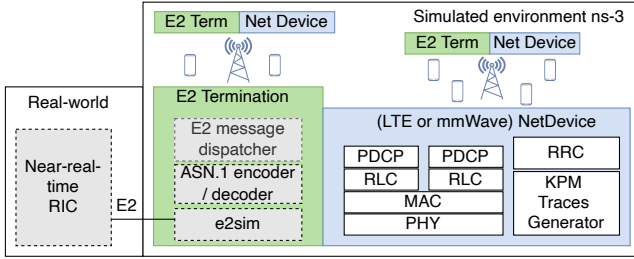 Simulated environment ns-3
E2 Term Net Device
E2 Term Net Device
Real-world
E2 Termination
(LTE or mmWave) NetDevice
Near-real-
time
RIC
E2
E2 message
dispatcher
ASN.1 encoder
/ decoder
e2sim
PDCP
PDCP
RLC
RLC
MAC
PHY
RRC
KPM
Traces
Generator